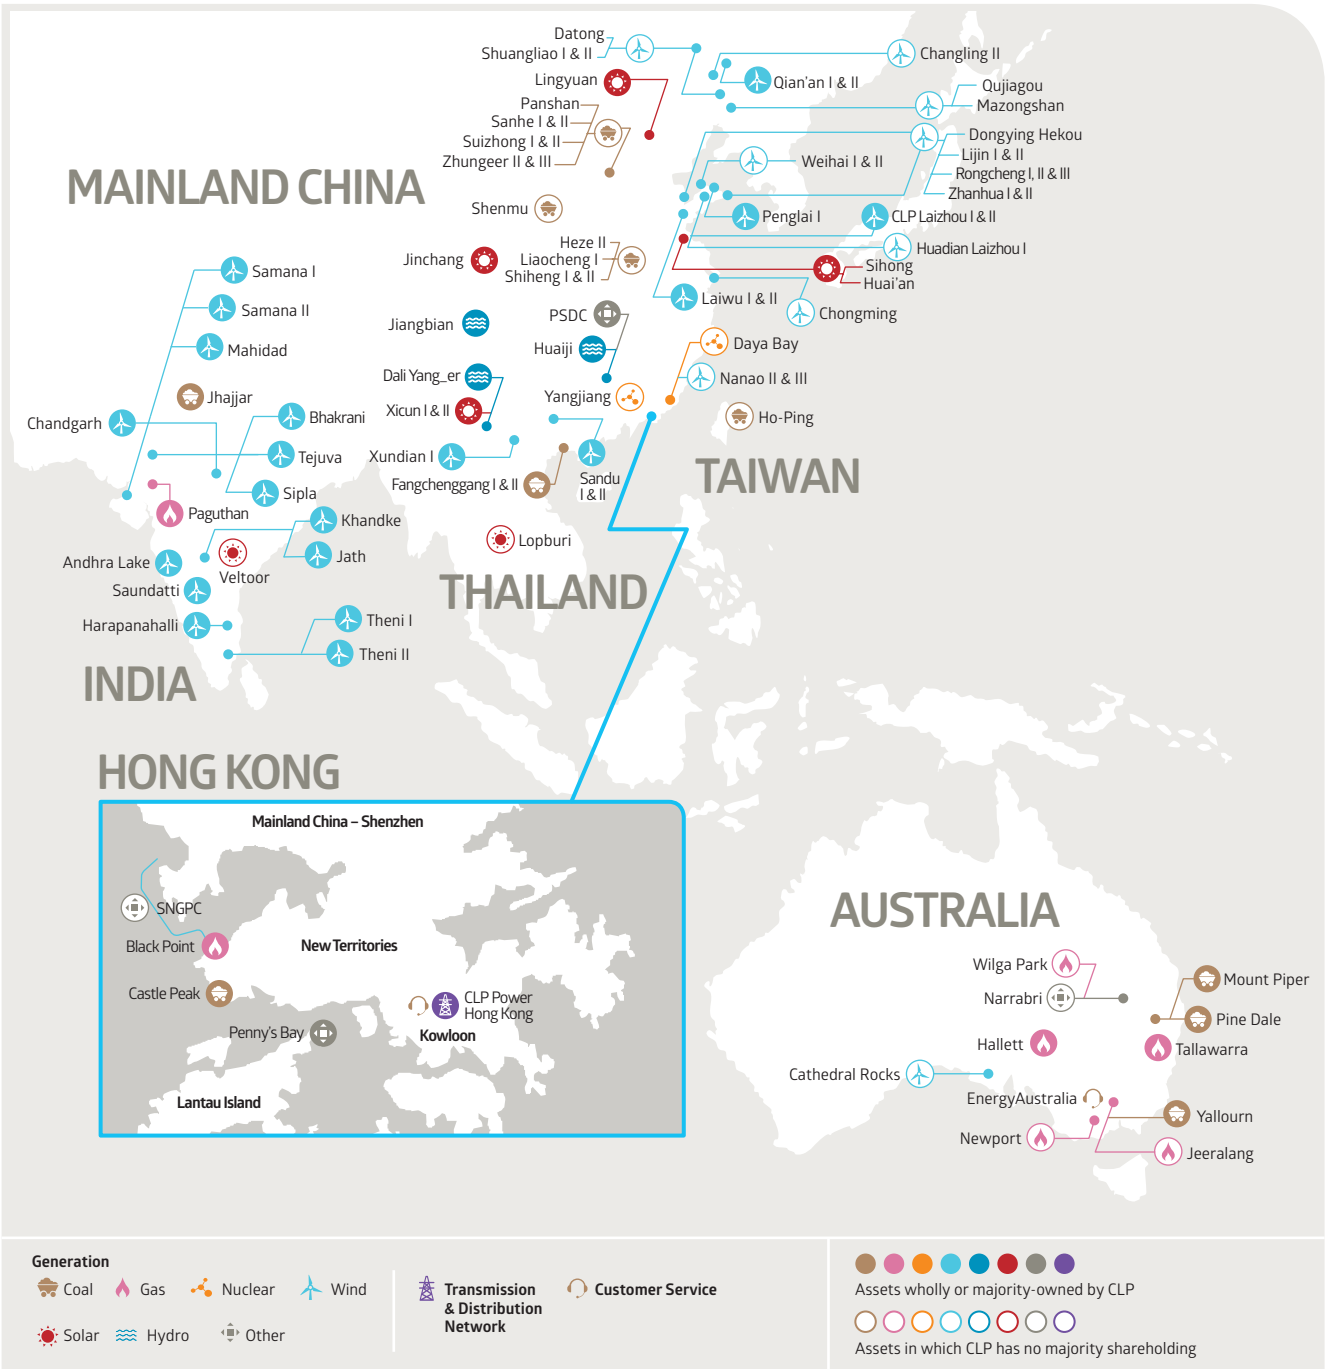 Datong
Shuangliao I & II
Changling II
Lingyuan
Qian'an I & II
Qujiagou
Mazongshan
Panshan
Sanhe I & II
Suizhong I & II
Zhungeer II & III
Dongying Hekou
Lijin I & II
Rongcheng I, II & III
Zhanhua I & II
Weihai I & II
MAINLAND CHINA
Shenmu
Penglai I
CLP Laizhou I & II
Huadian Laizhou I
Heze II
Liaocheng I
Shiheng I & II
Jinchang
Sihong
Huai'an
Samana I
Samana II
Mahidad
Laiwu I & II
Chongming
Jiangbian
PSDC
Huaiji
Daya Bay
Dali Yang_er
Nanao II & III
Jhajjar
Xicun I & II
Yangjiang
Ho-Ping
Chandgarh
Bhakrani
Tejuva
Xundian I
Fangchenggang I & II
Sandu
I & II
TAIWAN
Sipla
Paguthan
Khandke
Jath
Lopburi
Andhra Lake
Veltoor
Saundatti
THAILAND
Harapanahalli
Theni I
Theni II
INDIA
HONG KONG
Mainland China – Shenzhen
SNGPC
Black Point
New Territories
Castle Peak
CLP Power
Hong Kong
Penny's Bay
Kowloon
Lantau Island
AUSTRALIA
Wilga Park
Narrabri
Mount Piper
Pine Dale
Hallett
Tallawarra
Cathedral Rocks
EnergyAustralia
Yallourn
Newport
Jeeralang
Generation
Coal
Gas
Nuclear
Wind
Solar
Hydro
Other
Transmission
& Distribution
Network
Customer Service
Assets wholly or majority-owned by CLP
Assets in which CLP has no majority shareholding